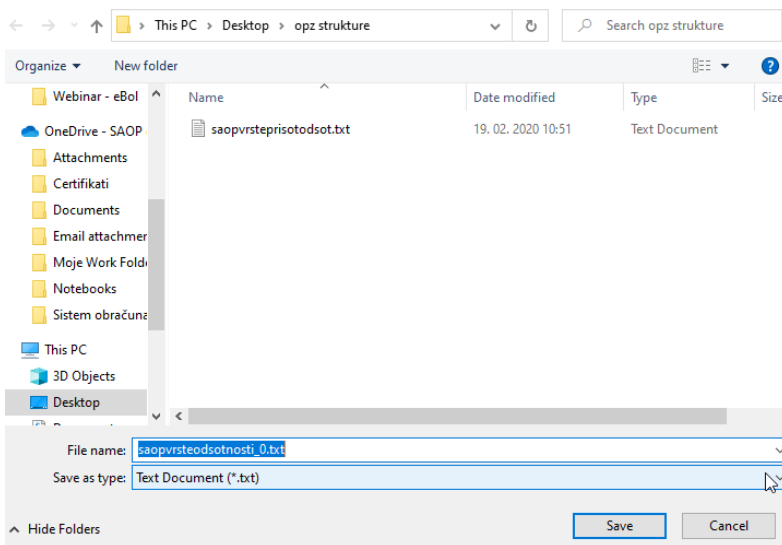 This PC > Desktop > opz strukture
Search opz strukture
Organize
New folder
?
Webinar - eBol
OneDrive - SAOP
Attachments
Certifikati
Documents
Email attachmer
Moje Work Folde
Notebooks
Sistem obračuna
This PC
3D Objects
Desktop
Name Date modified Type Size
saopvrsteprisotodsot.txt 19. 02. 2020 10:51 Text Document
File name: saopvrsteodsotnosti_0.txt
Save as type: Text Document (*.txt)
Hide Folders
Save
Cancel